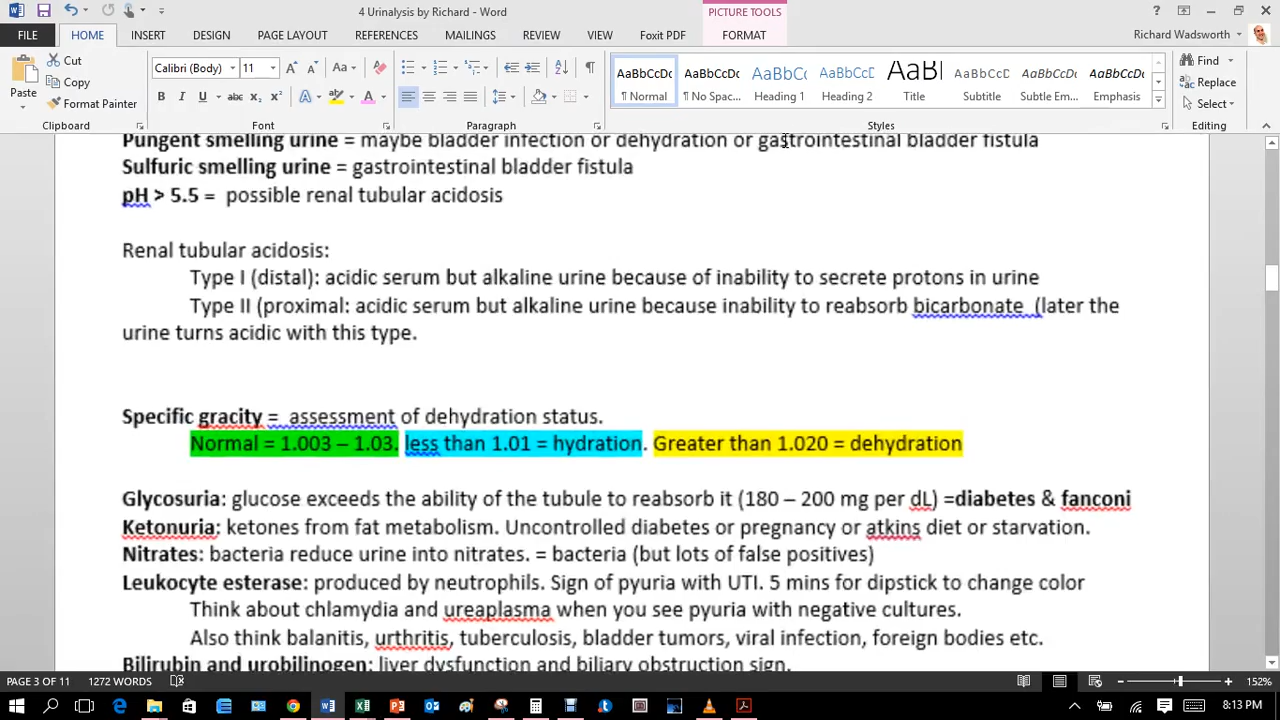 4 Urinalysis by Richard - Word
PICTURE TOOLS
FILE HOME INSERT DESIGN PAGE LAYOUT REFERENCES MAILINGS REVIEW VIEW Foxit PDF FORMAT Richard Wadsworth
Paste Cut Copy Format Painter
Calibri (Body) 11
¶ Normal ¶ No Spac... Heading 1 Heading 2 Title Subtitle Subtle Em... Emphasis
Find Replace Select
Clipboard Font Paragraph Styles Editing
Pungent smelling urine = maybe bladder infection or dehydration or gastrointestinal bladder fistula
Sulfuric smelling urine = gastrointestinal bladder fistula
pH > 5.5 = possible renal tubular acidosis
Renal tubular acidosis:
Type I (distal): acidic serum but alkaline urine because of inability to secrete protons in urine
Type II (proximal: acidic serum but alkaline urine because inability to reabsorb bicarbonate (later the
urine turns acidic with this type.
Specific gracity = assessment of dehydration status.
Normal = 1.003 – 1.03. less than 1.01 = hydration. Greater than 1.020 = dehydration
Glycosuria: glucose exceeds the ability of the tubule to reabsorb it (180 – 200 mg per dL) =diabetes & fanconi
Ketonuria: ketones from fat metabolism. Uncontrolled diabetes or pregnancy or atkins diet or starvation.
Nitrates: bacteria reduce urine into nitrates. = bacteria (but lots of false positives)
Leukocyte esterase: produced by neutrophils. Sign of pyuria with UTI. 5 mins for dipstick to change color
Think about chlamydia and ureaplasma when you see pyuria with negative cultures.
Also think balanitis, urthritis, tuberculosis, bladder tumors, viral infection, foreign bodies etc.
Bilirubin and urobilinogen: liver dysfunction and biliary obstruction sign.
PAGE 3 OF 11 1272 WORDS 152%
8:13 PM